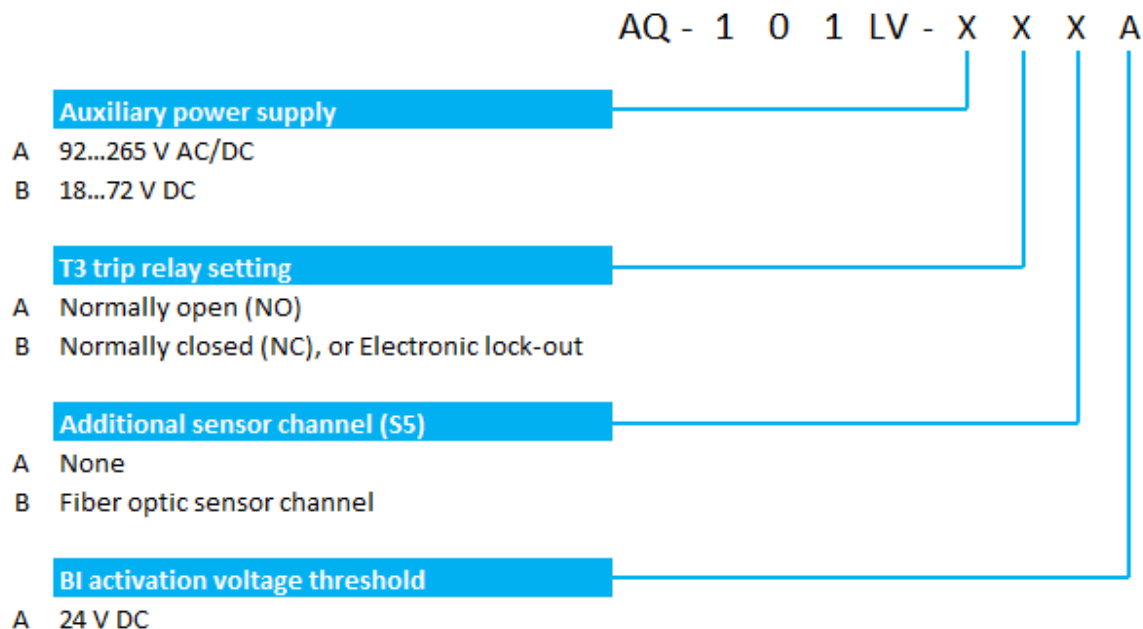 AQ - 1 0 1 LV - X X X A
Auxiliary power supply
A 92...265 V AC/DC
B 18...72 V DC
T3 trip relay setting
A Normally open (NO)
B Normally closed (NC), or Electronic lock-out
Additional sensor channel (S5)
A None
B Fiber optic sensor channel
BI activation voltage threshold
A 24 V DC